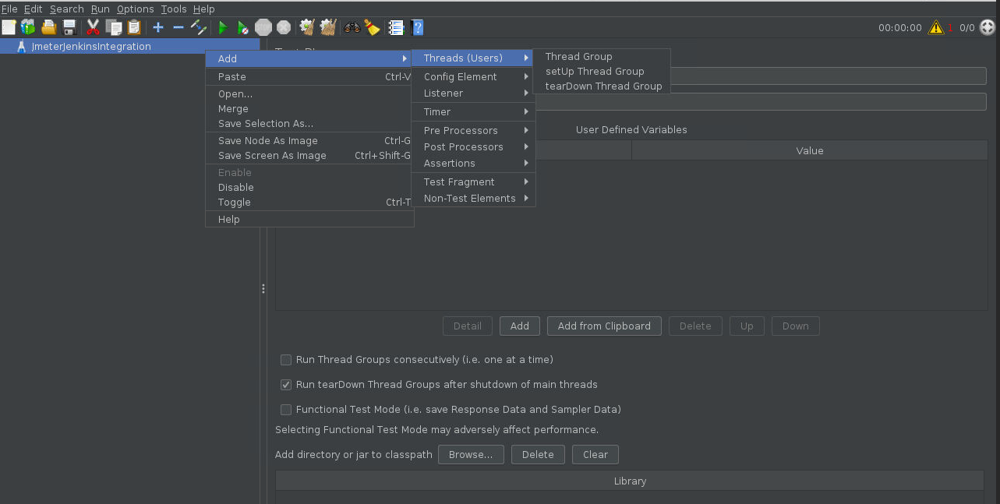 File Edit Search Run Options Tools Help
00:00:00 1 0/0
JmeterJenkinsIntegration
Add
Paste Ctrl-V
Open...
Merge
Save Selection As...
Save Node As Image Ctrl-G
Save Screen As Image Ctrl+Shift-G
Enable
Disable
Toggle Ctrl-T
Help
Threads (Users)
Config Element
Listener
Timer
Pre Processors
Post Processors
Assertions
Test Fragment
Non-Test Elements
Thread Group
setUp Thread Group
tearDown Thread Group
User Defined Variables
Value
Detail Add Add from Clipboard Delete Up Down
Run Thread Groups consecutively (i.e. one at a time)
Run tearDown Thread Groups after shutdown of main threads
Functional Test Mode (i.e. save Response Data and Sampler Data)
Selecting Functional Test Mode may adversely affect performance.
Add directory or jar to classpath Browse... Delete Clear
Library